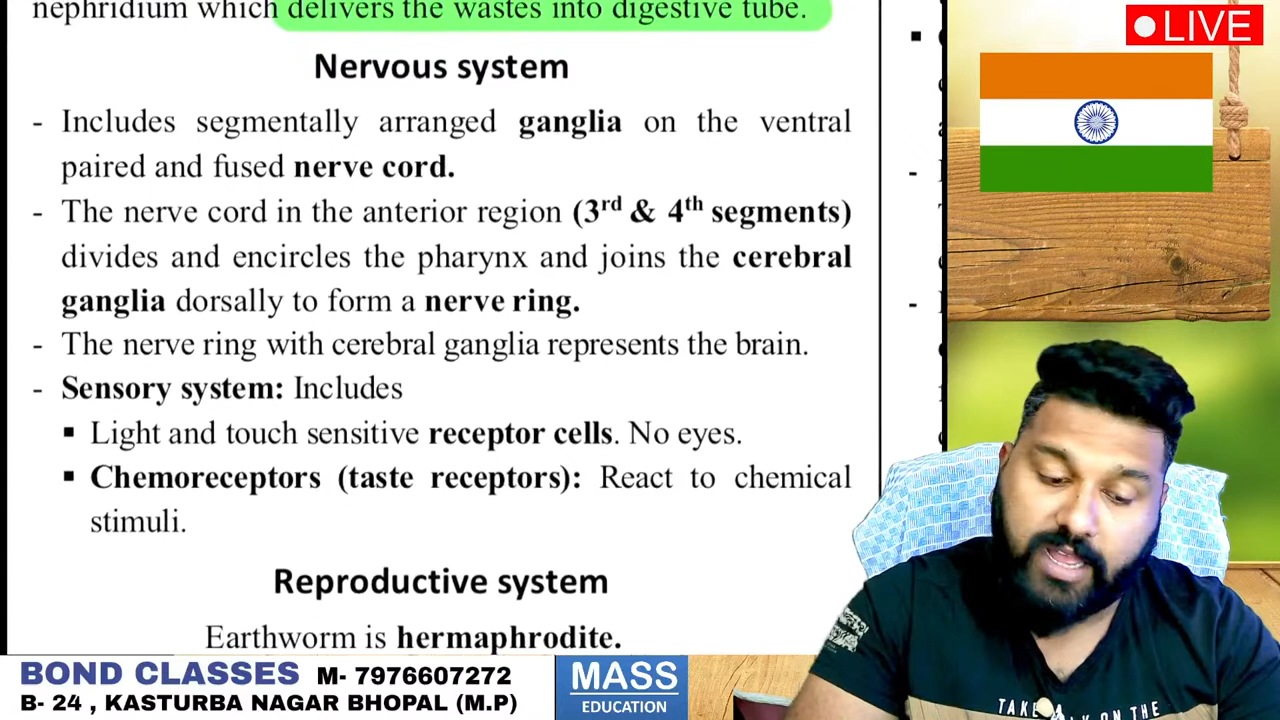 nephridium which delivers the wastes into digestive tube.
Nervous system
- Includes segmentally arranged ganglia on the ventral
paired and fused nerve cord.
- The nerve cord in the anterior region (3rd & 4th segments)
divides and encircles the pharynx and joins the cerebral
ganglia dorsally to form a nerve ring.
- The nerve ring with cerebral ganglia represents the brain.
- Sensory system: Includes
▪ Light and touch sensitive receptor cells. No eyes.
▪ Chemoreceptors (taste receptors): React to chemical
stimuli.
Reproductive system
Earthworm is hermaphrodite.
LIVE
BOND CLASSES M- 7976607272
B- 24 , KASTURBA NAGAR BHOPAL (M.P)
MASS
EDUCATION
ON THE